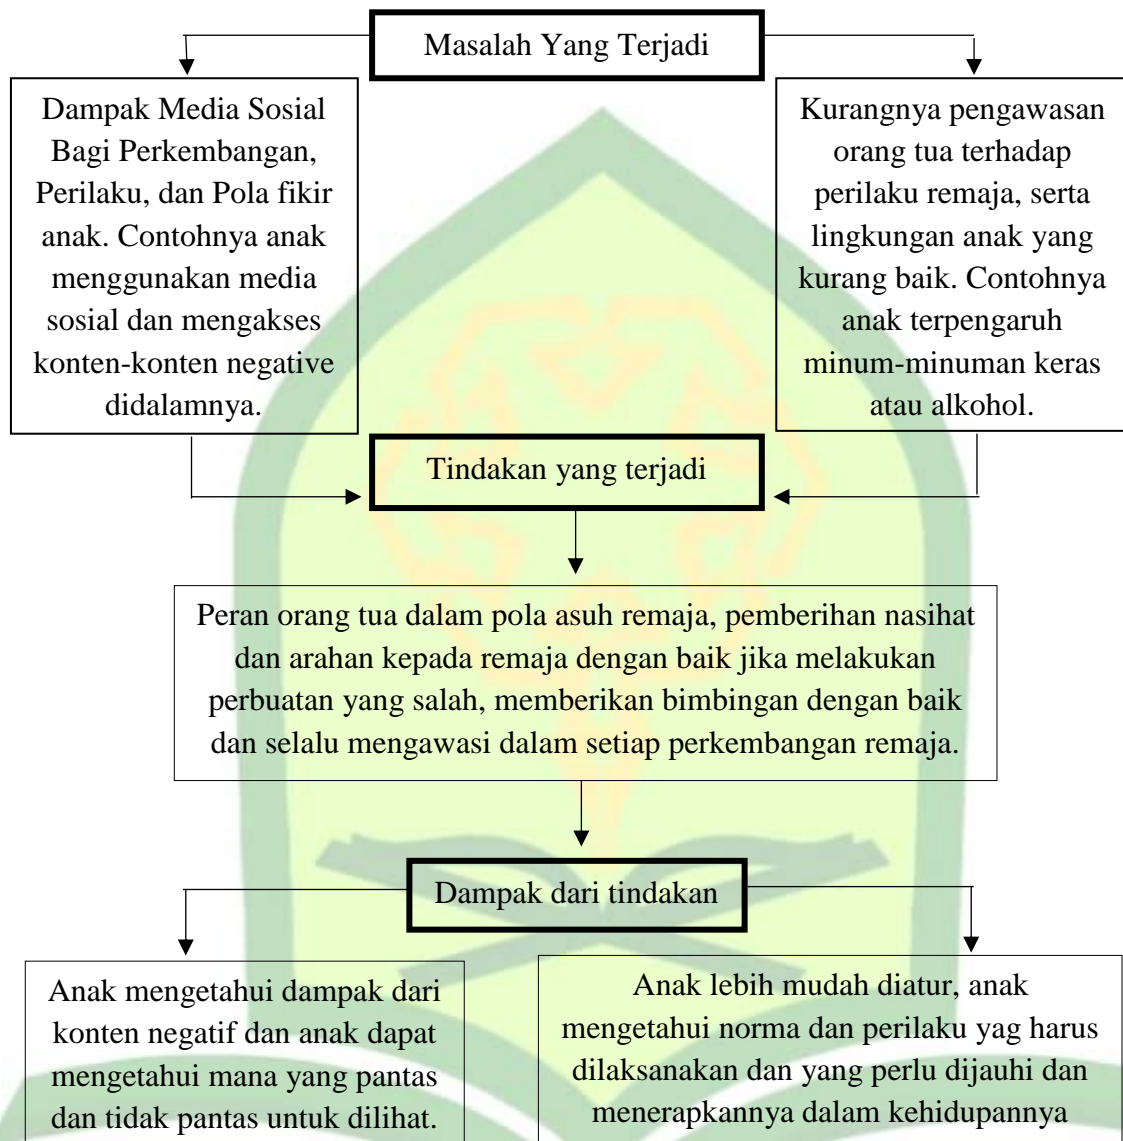 Masalah Yang Terjadi
Dampak Media Sosial
Bagi Perkembangan,
Perilaku, dan Pola fikir
anak. Contohnya anak
menggunakan media
sosial dan mengakses
konten-konten negative
didalamnya.
Kurangnya pengawasan
orang tua terhadap
perilaku remaja, serta
lingkungan anak yang
kurang baik. Contohnya
anak terpengaruh
minum-minuman keras
atau alkohol.
Tindakan yang terjadi
Peran orang tua dalam pola asuh remaja, pemberihan nasihat
dan arahan kepada remaja dengan baik jika melakukan
perbuatan yang salah, memberikan bimbingan dengan baik
dan selalu mengawasi dalam setiap perkembangan remaja.
Dampak dari tindakan
Anak mengetahui dampak dari
konten negatif dan anak dapat
mengetahui mana yang pantas
dan tidak pantas untuk dilihat.
Anak lebih mudah diatur, anak
mengetahui norma dan perilaku yag harus
dilaksanakan dan yang perlu dijauhi dan
menerapkannya dalam kehidupannya